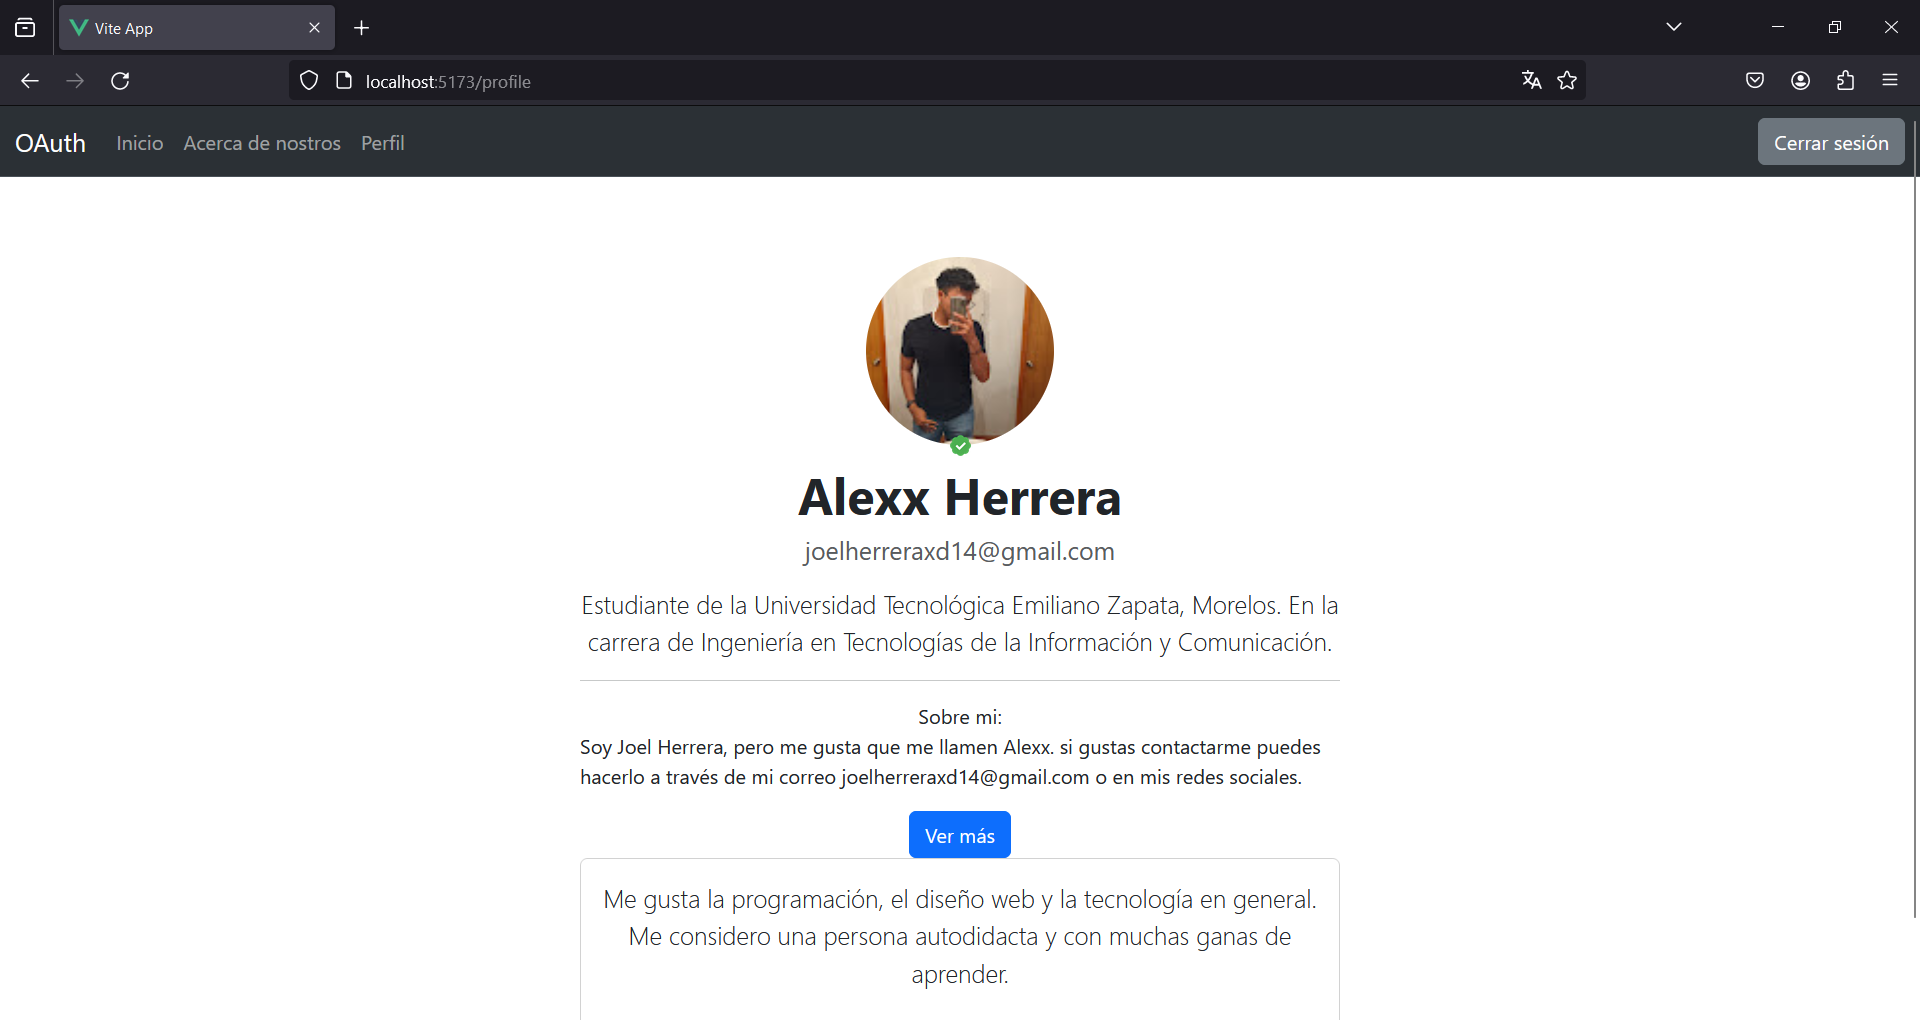 Vite App
localhost:5173/profile
OAuth Inicio Acerca de nostros Perfil Cerrar sesión
Alexx Herrera
joelherreraxd14@gmail.com
Estudiante de la Universidad Tecnológica Emiliano Zapata, Morelos. En la
carrera de Ingeniería en Tecnologías de la Información y Comunicación.
Sobre mi:
Soy Joel Herrera, pero me gusta que me llamen Alexx. si gustas contactarme puedes
hacerlo a través de mi correo joelherreraxd14@gmail.com o en mis redes sociales.
Ver más
Me gusta la programación, el diseño web y la tecnología en general.
Me considero una persona autodidacta y con muchas ganas de
aprender.